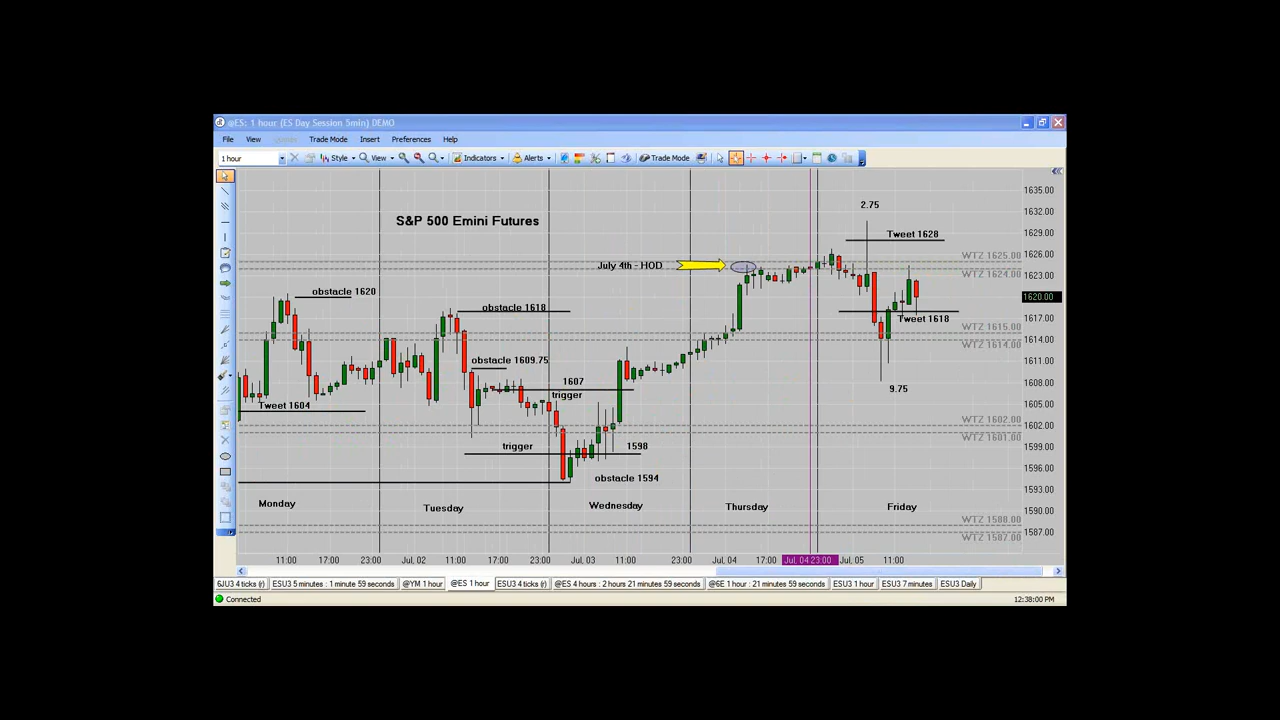 @ES: 1 hour (ES Day Session 5min) DEMO
File View Trade Mode Insert Preferences Help
1 hour Style View Indicators Alerts Trade Mode
S&P 500 Emini Futures
1635.00
2.75
1632.00
Tweet 1628
1629.00
WTZ 1625.00
1626.00
July 4th - HOD
WTZ 1624.00
1623.00
obstacle 1620
1620.00
obstacle 1618
Tweet 1618
1617.00
WTZ 1615.00
1614.00
WTZ 1614.00
obstacle 1609.75
1611.00
1607
trigger
1608.00
9.75
Tweet 1604
1605.00
WTZ 1602.00
1602.00
WTZ 1601.00
trigger
1598
1599.00
1596.00
obstacle 1594
1593.00
Monday Tuesday Wednesday Thursday Friday
1590.00
WTZ 1588.00
1587.00
WTZ 1587.00
11:00 17:00 23:00 Jul, 02 11:00 23:00 Jul, 03 11:00 23:00 Jul, 04 17:00 Jul, 04 23:00 Jul, 05 11:00
6JU3 4 ticks (r) ESU3 5 minutes : 1 minute 59 seconds @YM 1 hour @ES 1 hour ESU3 4 ticks (r) @ES 4 hours : 2 hours 21 minutes 59 seconds @6E 1 hour : 21 minutes 59 seconds ESU3 1 hour ESU3 7 minutes ESU3 Daily
Connected 12:38:00 PM